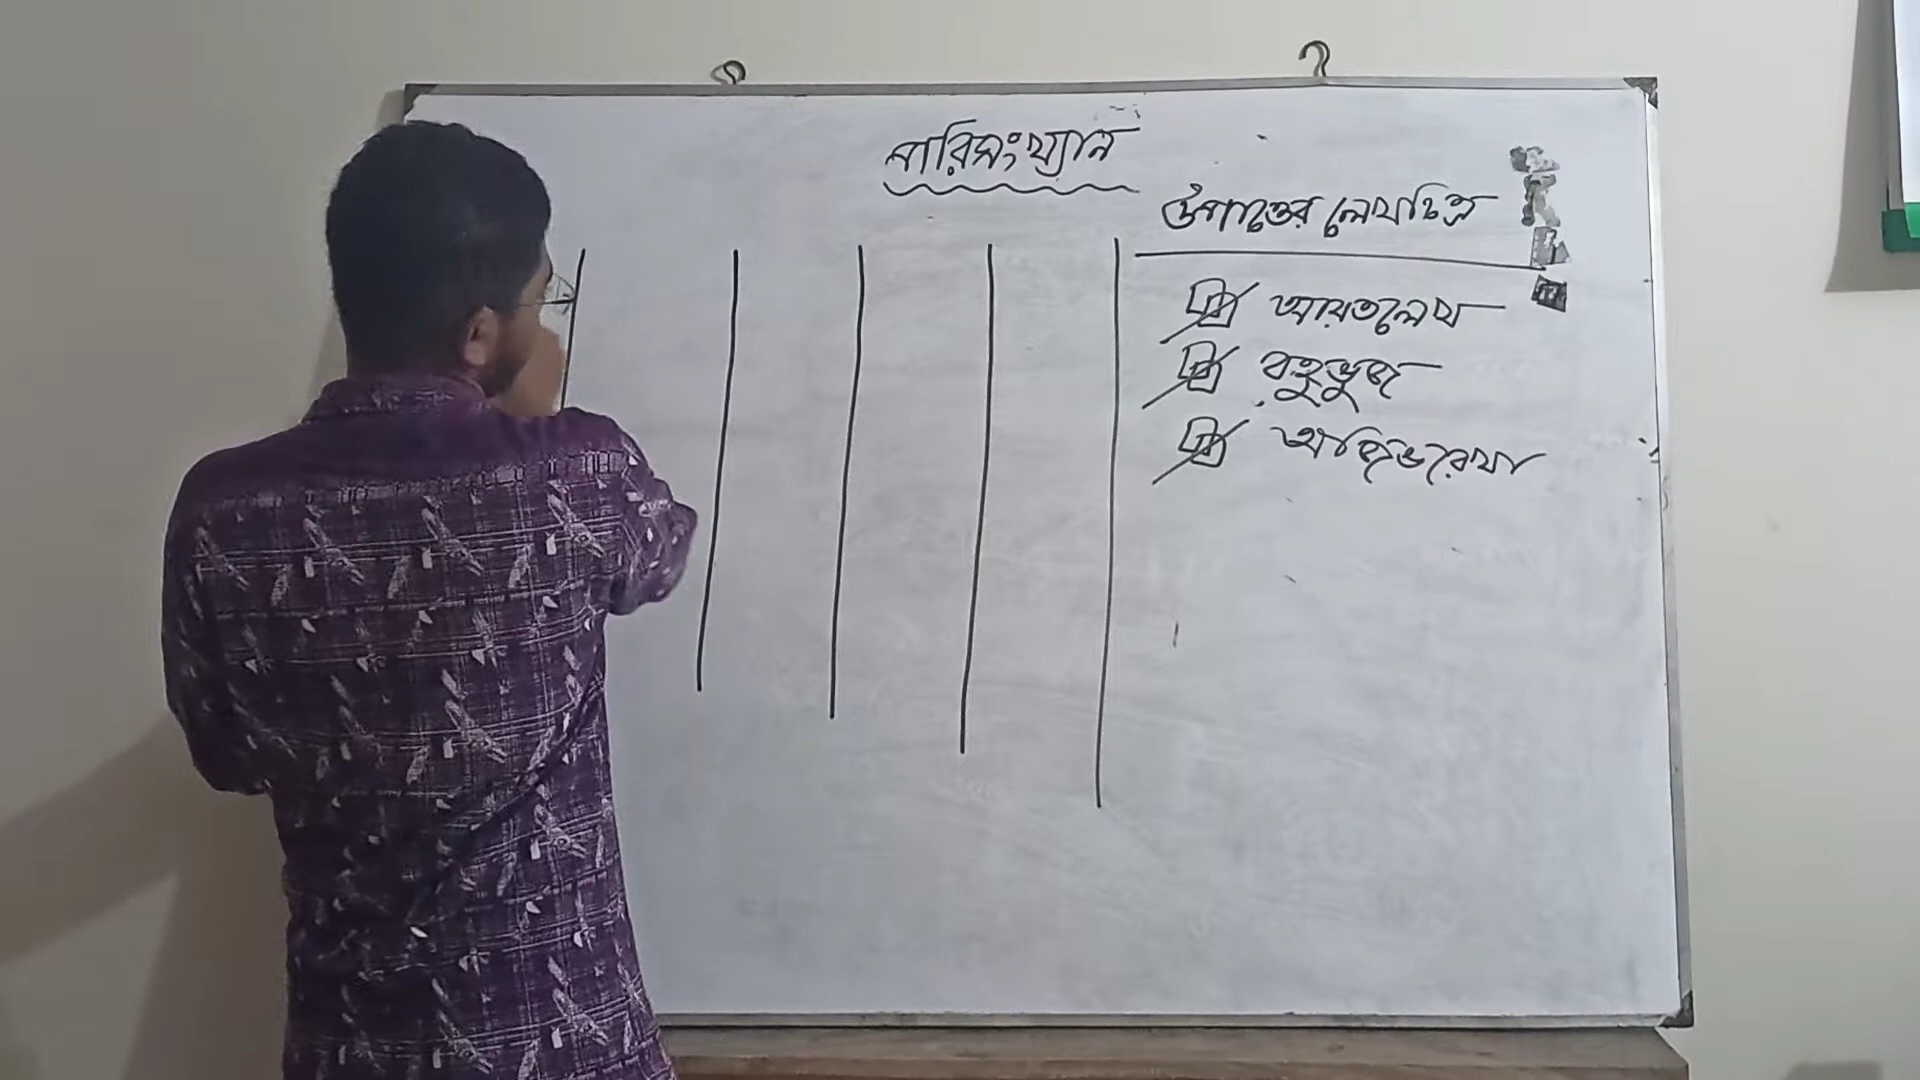 পরিসংখ্যান
উপাত্তের লেখচিত্র
আয়তলেখ
বহুভুজ
অজিভরেখা